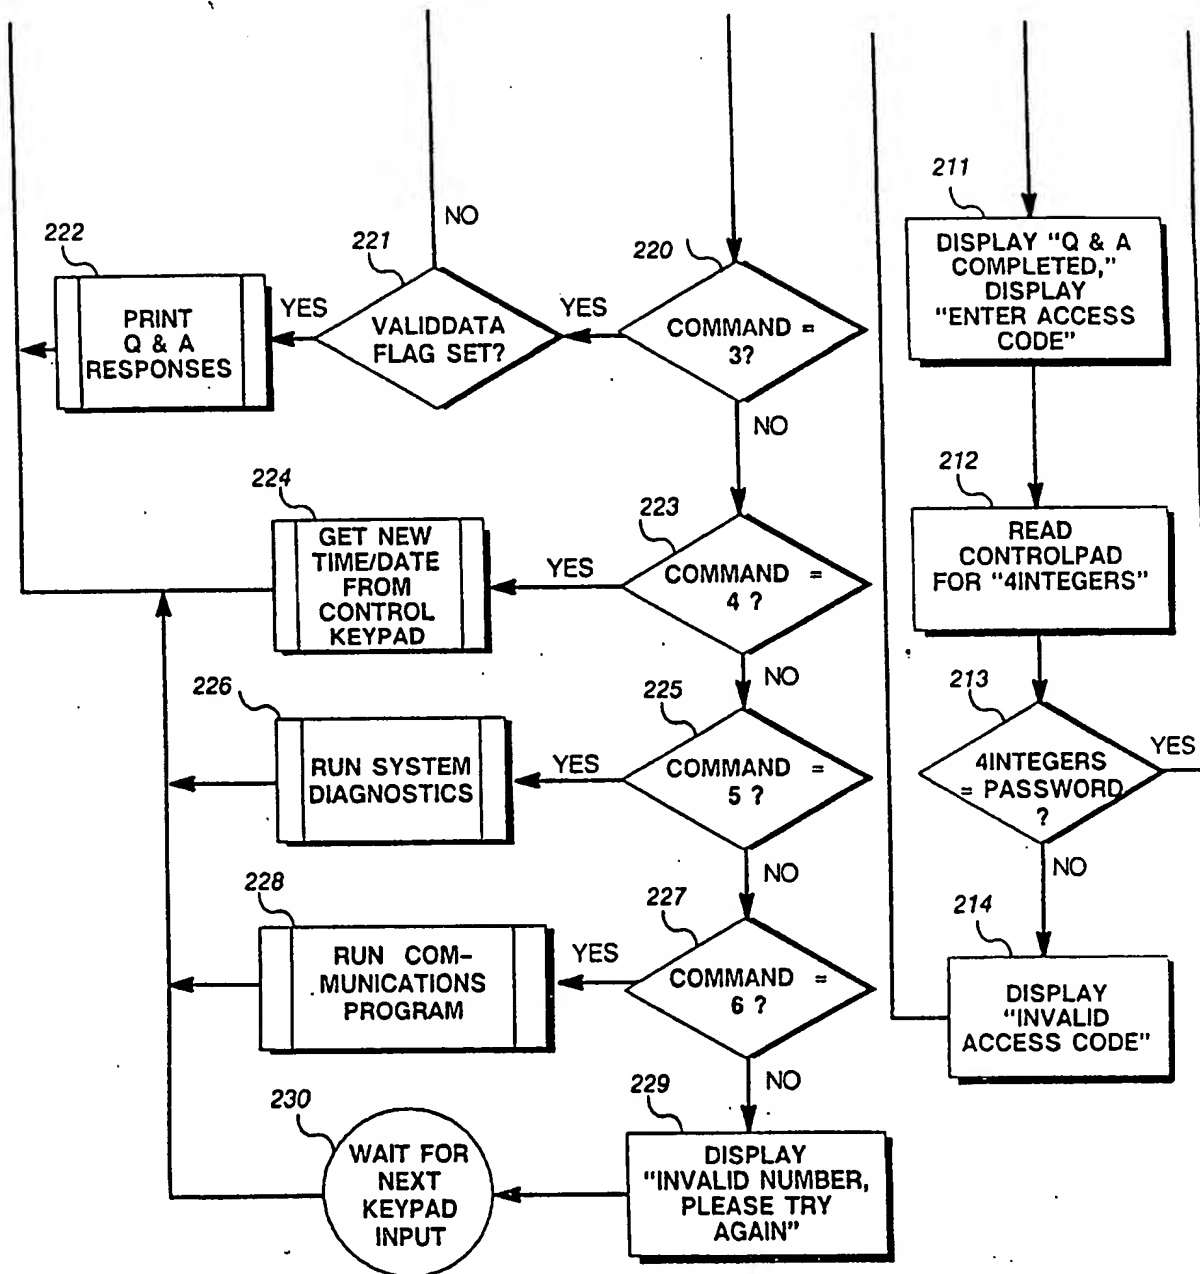 NO
222
221
220
211
PRINT
Q & A
RESPONSES
YES
VALIDDATA
FLAG SET?
YES
COMMAND =
3?
DISPLAY "Q & A
COMPLETED,"
DISPLAY
"ENTER ACCESS
CODE"
NO
224
223
212
GET NEW
TIME/DATE
FROM
CONTROL
KEYPAD
YES
COMMAND =
4 ?
READ
CONTROLPAD
FOR "4INTEGERS"
NO
226
225
213
RUN SYSTEM
DIAGNOSTICS
YES
COMMAND =
5 ?
4INTEGERS
= PASSWORD
?
YES
NO
NO
228
227
214
RUN COM-
MUNICATIONS
PROGRAM
YES
COMMAND =
6 ?
DISPLAY
"INVALID
ACCESS CODE"
NO
230
229
WAIT FOR
NEXT
KEYPAD
INPUT
DISPLAY
"INVALID NUMBER,
PLEASE TRY
AGAIN"